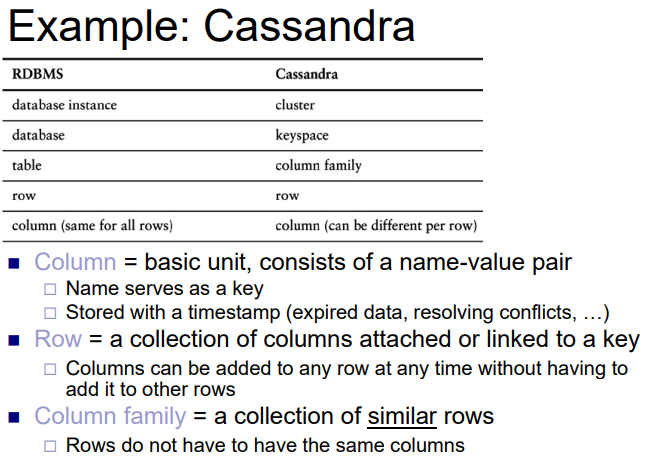 Example: Cassandra
RDBMS Cassandra
database instance cluster
database keyspace
table column family
row row
column (same for all rows) column (can be different per row)
Column = basic unit, consists of a name-value pair
Name serves as a key
Stored with a timestamp (expired data, resolving conflicts, …)
Row = a collection of columns attached or linked to a key
Columns can be added to any row at any time without having to
add it to other rows
Column family = a collection of similar rows
Rows do not have to have the same columns